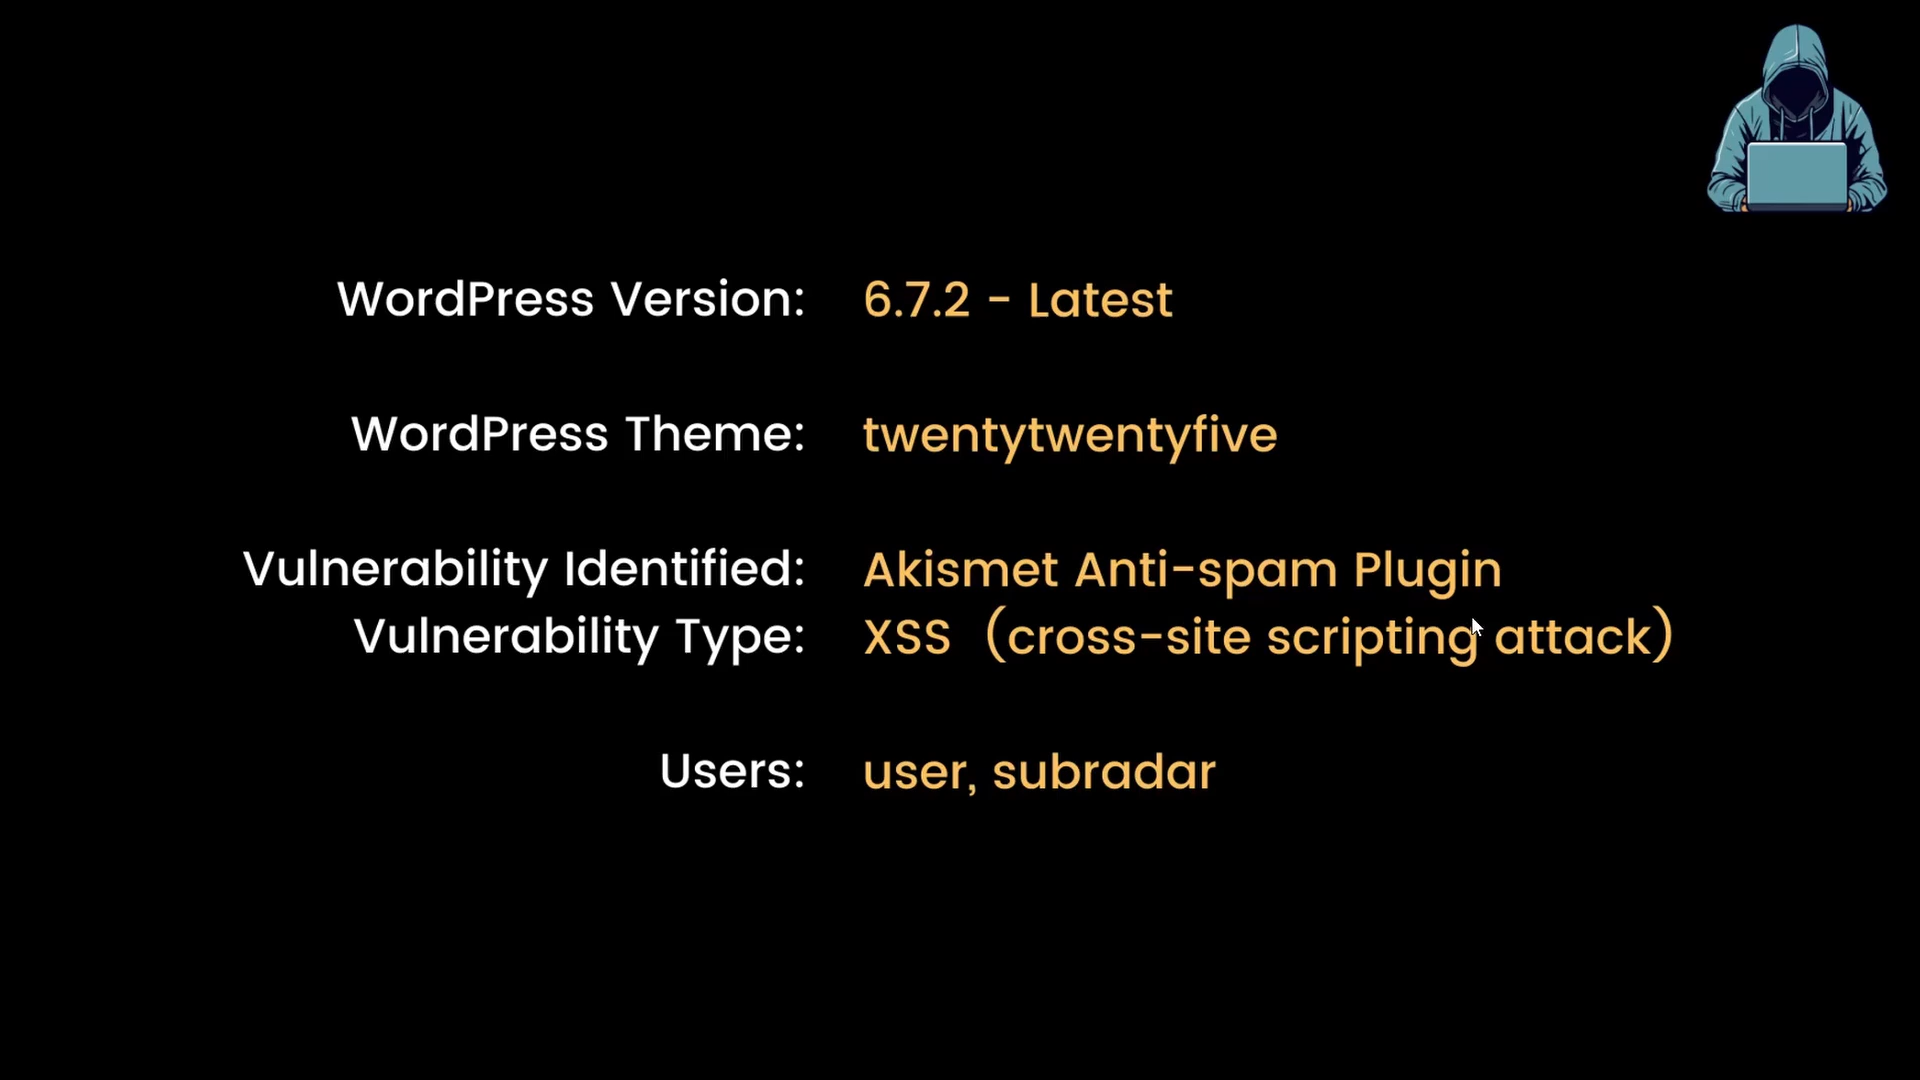 WordPress Version: 6.7.2 - Latest
WordPress Theme: twentytwentyfive
Vulnerability Identified: Akismet Anti-spam Plugin
Vulnerability Type: XSS (cross-site scripting attack)
Users: user, subradar